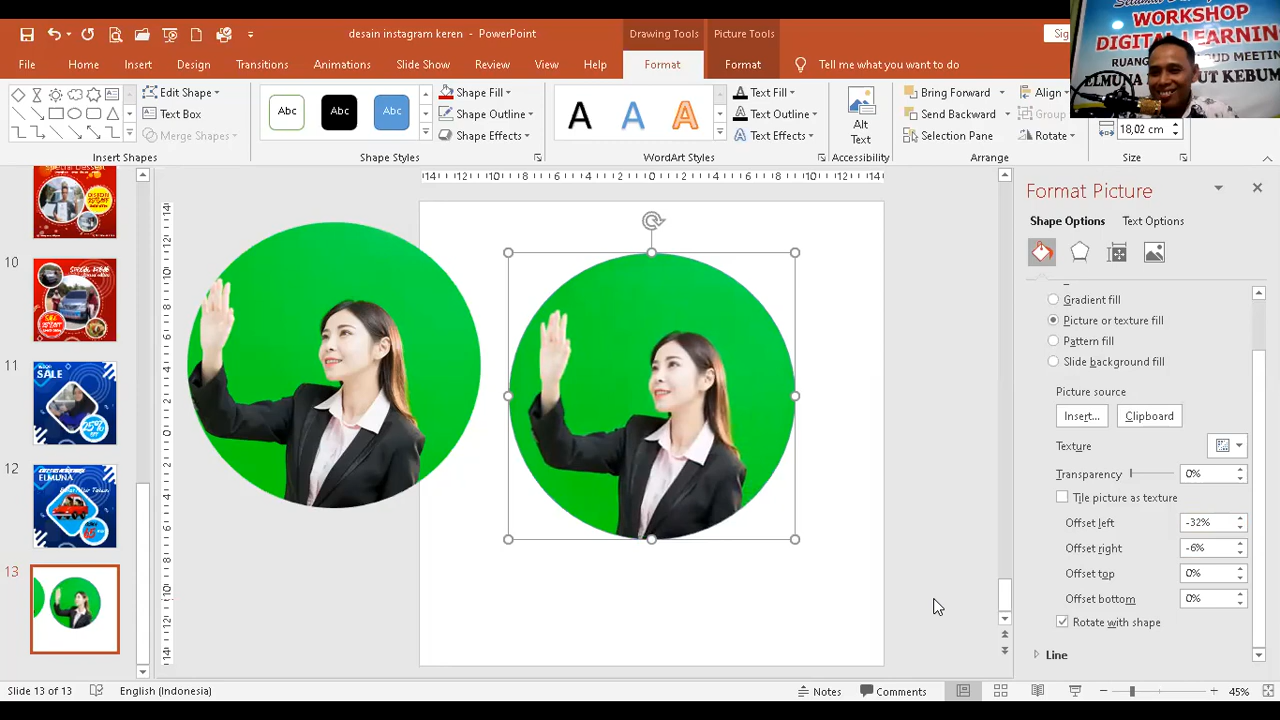 desain instagram keren - PowerPoint
Drawing Tools
Picture Tools
WORKSHOP
DIGITAL LEARNING
File
Home
Insert
Design
Transitions
Animations
Slide Show
Review
View
Help
Format
Format
Tell me what you want to do
Edit Shape
Text Box
Merge Shapes
Insert Shapes
Abc
Abc
Abc
Shape Fill
Shape Outline
Shape Effects
Shape Styles
A
A
A
Text Fill
Text Outline
Text Effects
WordArt Styles
Alt
Text
Accessibility
Bring Forward
Send Backward
Selection Pane
Align
Group
Rotate
Arrange
18,02 cm
Size
10
11
SALE
25%
12
ELMUNA
13
Format Picture
Shape Options
Text Options
Gradient fill
Picture or texture fill
Pattern fill
Slide background fill
Picture source
Insert...
Clipboard
Texture
Transparency
0%
Tile picture as texture
Offset left
-32%
Offset right
-6%
Offset top
0%
Offset bottom
0%
Rotate with shape
Line
Slide 13 of 13
English (Indonesia)
Notes
Comments
45%